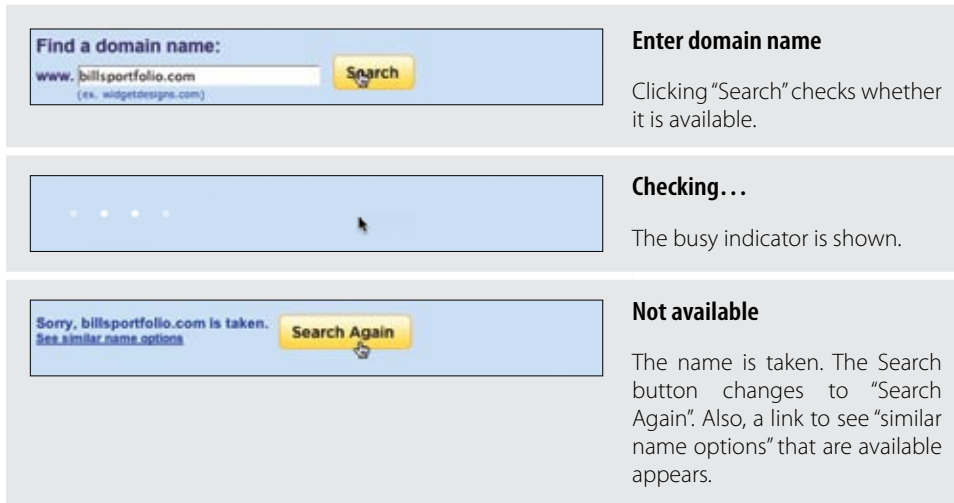 Find a domain name:
www. billsportfolio.com Search
(ex. widgetdesigns.com)
Enter domain name
Clicking “Search” checks whether
it is available.
Checking…
The busy indicator is shown.
Sorry, billsportfolio.com is taken.
See similar name options
Search Again
Not available
The name is taken. The Search
button changes to “Search
Again”. Also, a link to see “similar
name options” that are available
appears.